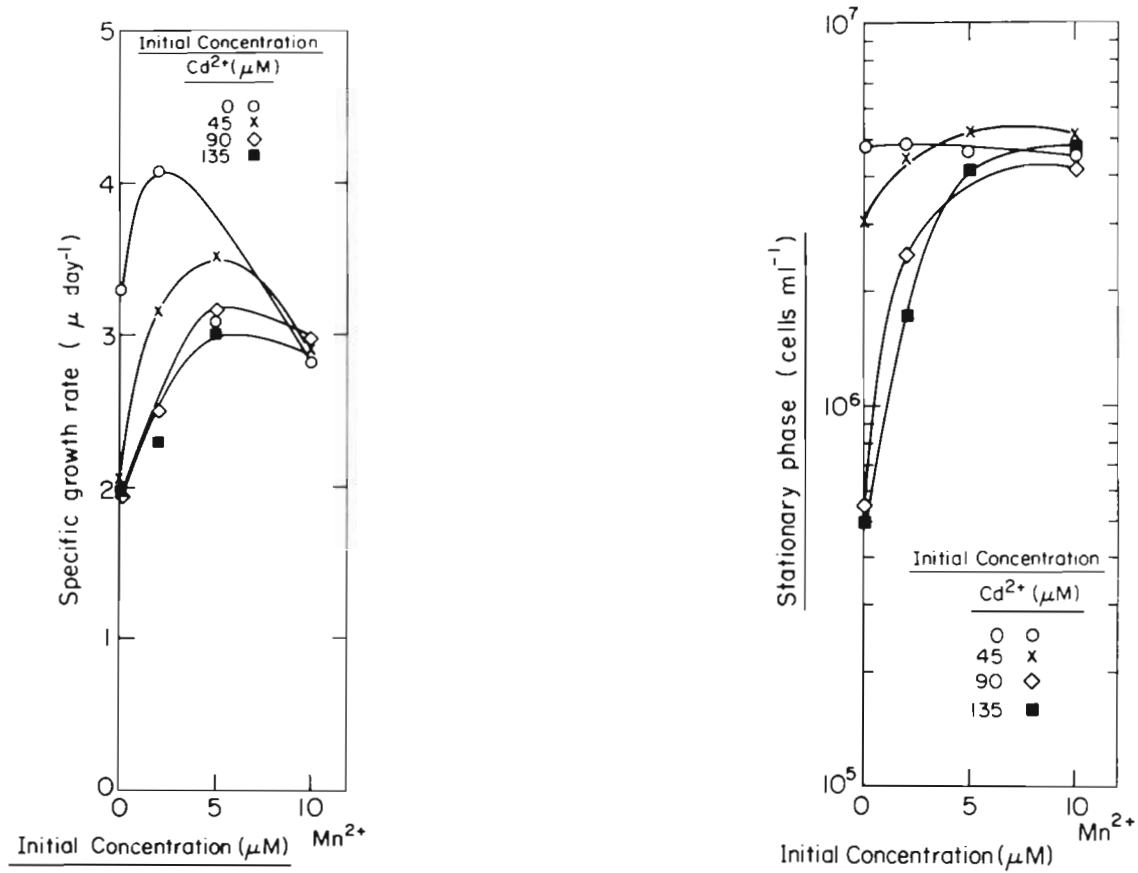 5
Initial Concentration
Cd²⁺(μM)
0 ○
45 x
90 ◇
135 ■
4
3
2
1
0
Specific growth rate ( μ day⁻¹)
0 5 10
Mn²⁺
Initial Concentration (μM)
10⁷
10⁶
10⁵
Stationary phase (cells ml⁻¹)
Initial Concentration
Cd²⁺ (μM)
0 ○
45 x
90 ◇
135 ■
0 5 10
Mn²⁺
Initial Concentration (μM)